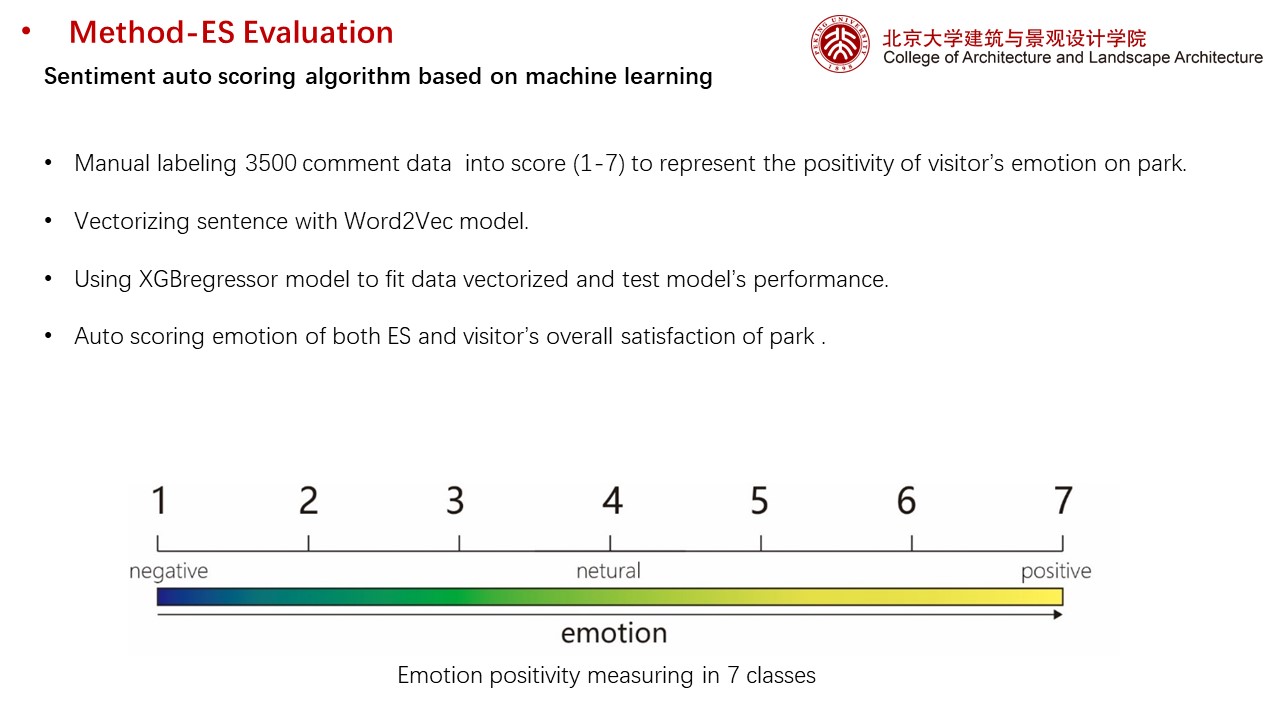 • Method-ES Evaluation
北京大学建筑与景观设计学院
College of Architecture and Landscape Architecture
PEKING UNIVERSITY
1898
Sentiment auto scoring algorithm based on machine learning
• Manual labeling 3500 comment data into score (1-7) to represent the positivity of visitor’s emotion on park.
• Vectorizing sentence with Word2Vec model.
• Using XGBregressor model to fit data vectorized and test model’s performance.
• Auto scoring emotion of both ES and visitor’s overall satisfaction of park .
1 2 3 4 5 6 7
negative netural positive
emotion
Emotion positivity measuring in 7 classes